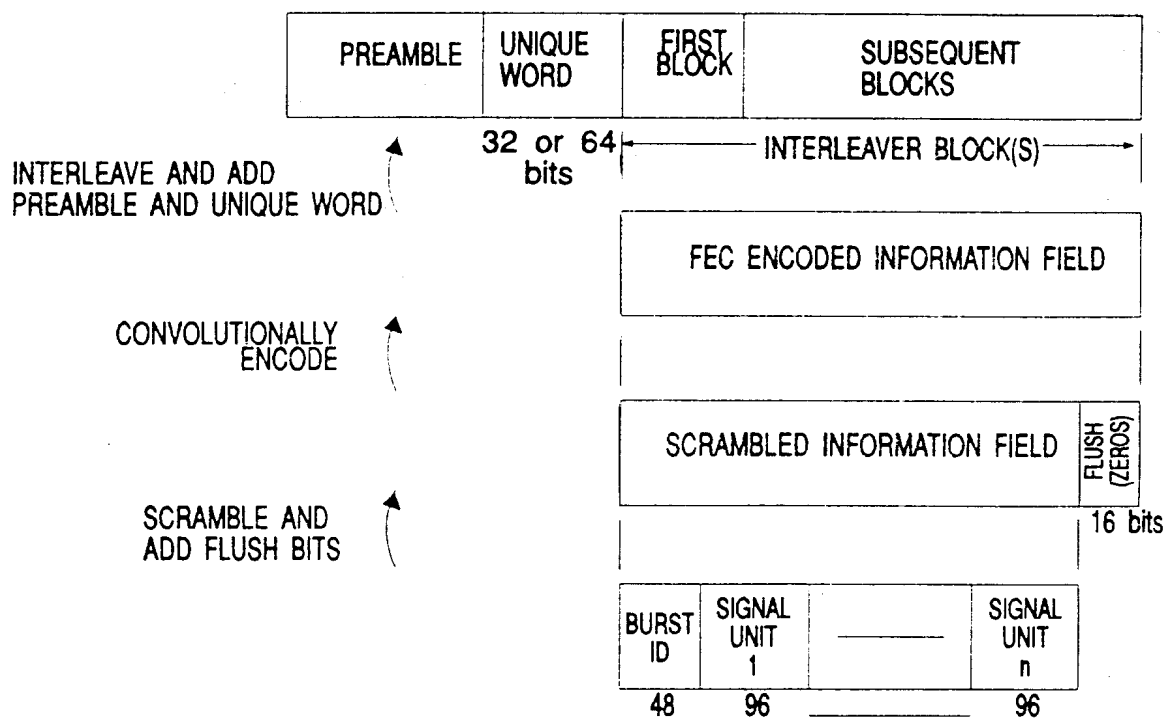 PREAMBLE
UNIQUE
WORD
FIRST
BLOCK
SUBSEQUENT
BLOCKS
32 or 64
bits
INTERLEAVER BLOCK(S)
INTERLEAVE AND ADD
PREAMBLE AND UNIQUE WORD
FEC ENCODED INFORMATION FIELD
CONVOLUTIONALLY
ENCODE
SCRAMBLED INFORMATION FIELD
FLUSH
(ZEROS)
16 bits
SCRAMBLE AND
ADD FLUSH BITS
BURST
ID
SIGNAL
UNIT
1
SIGNAL
UNIT
n
48
96
96